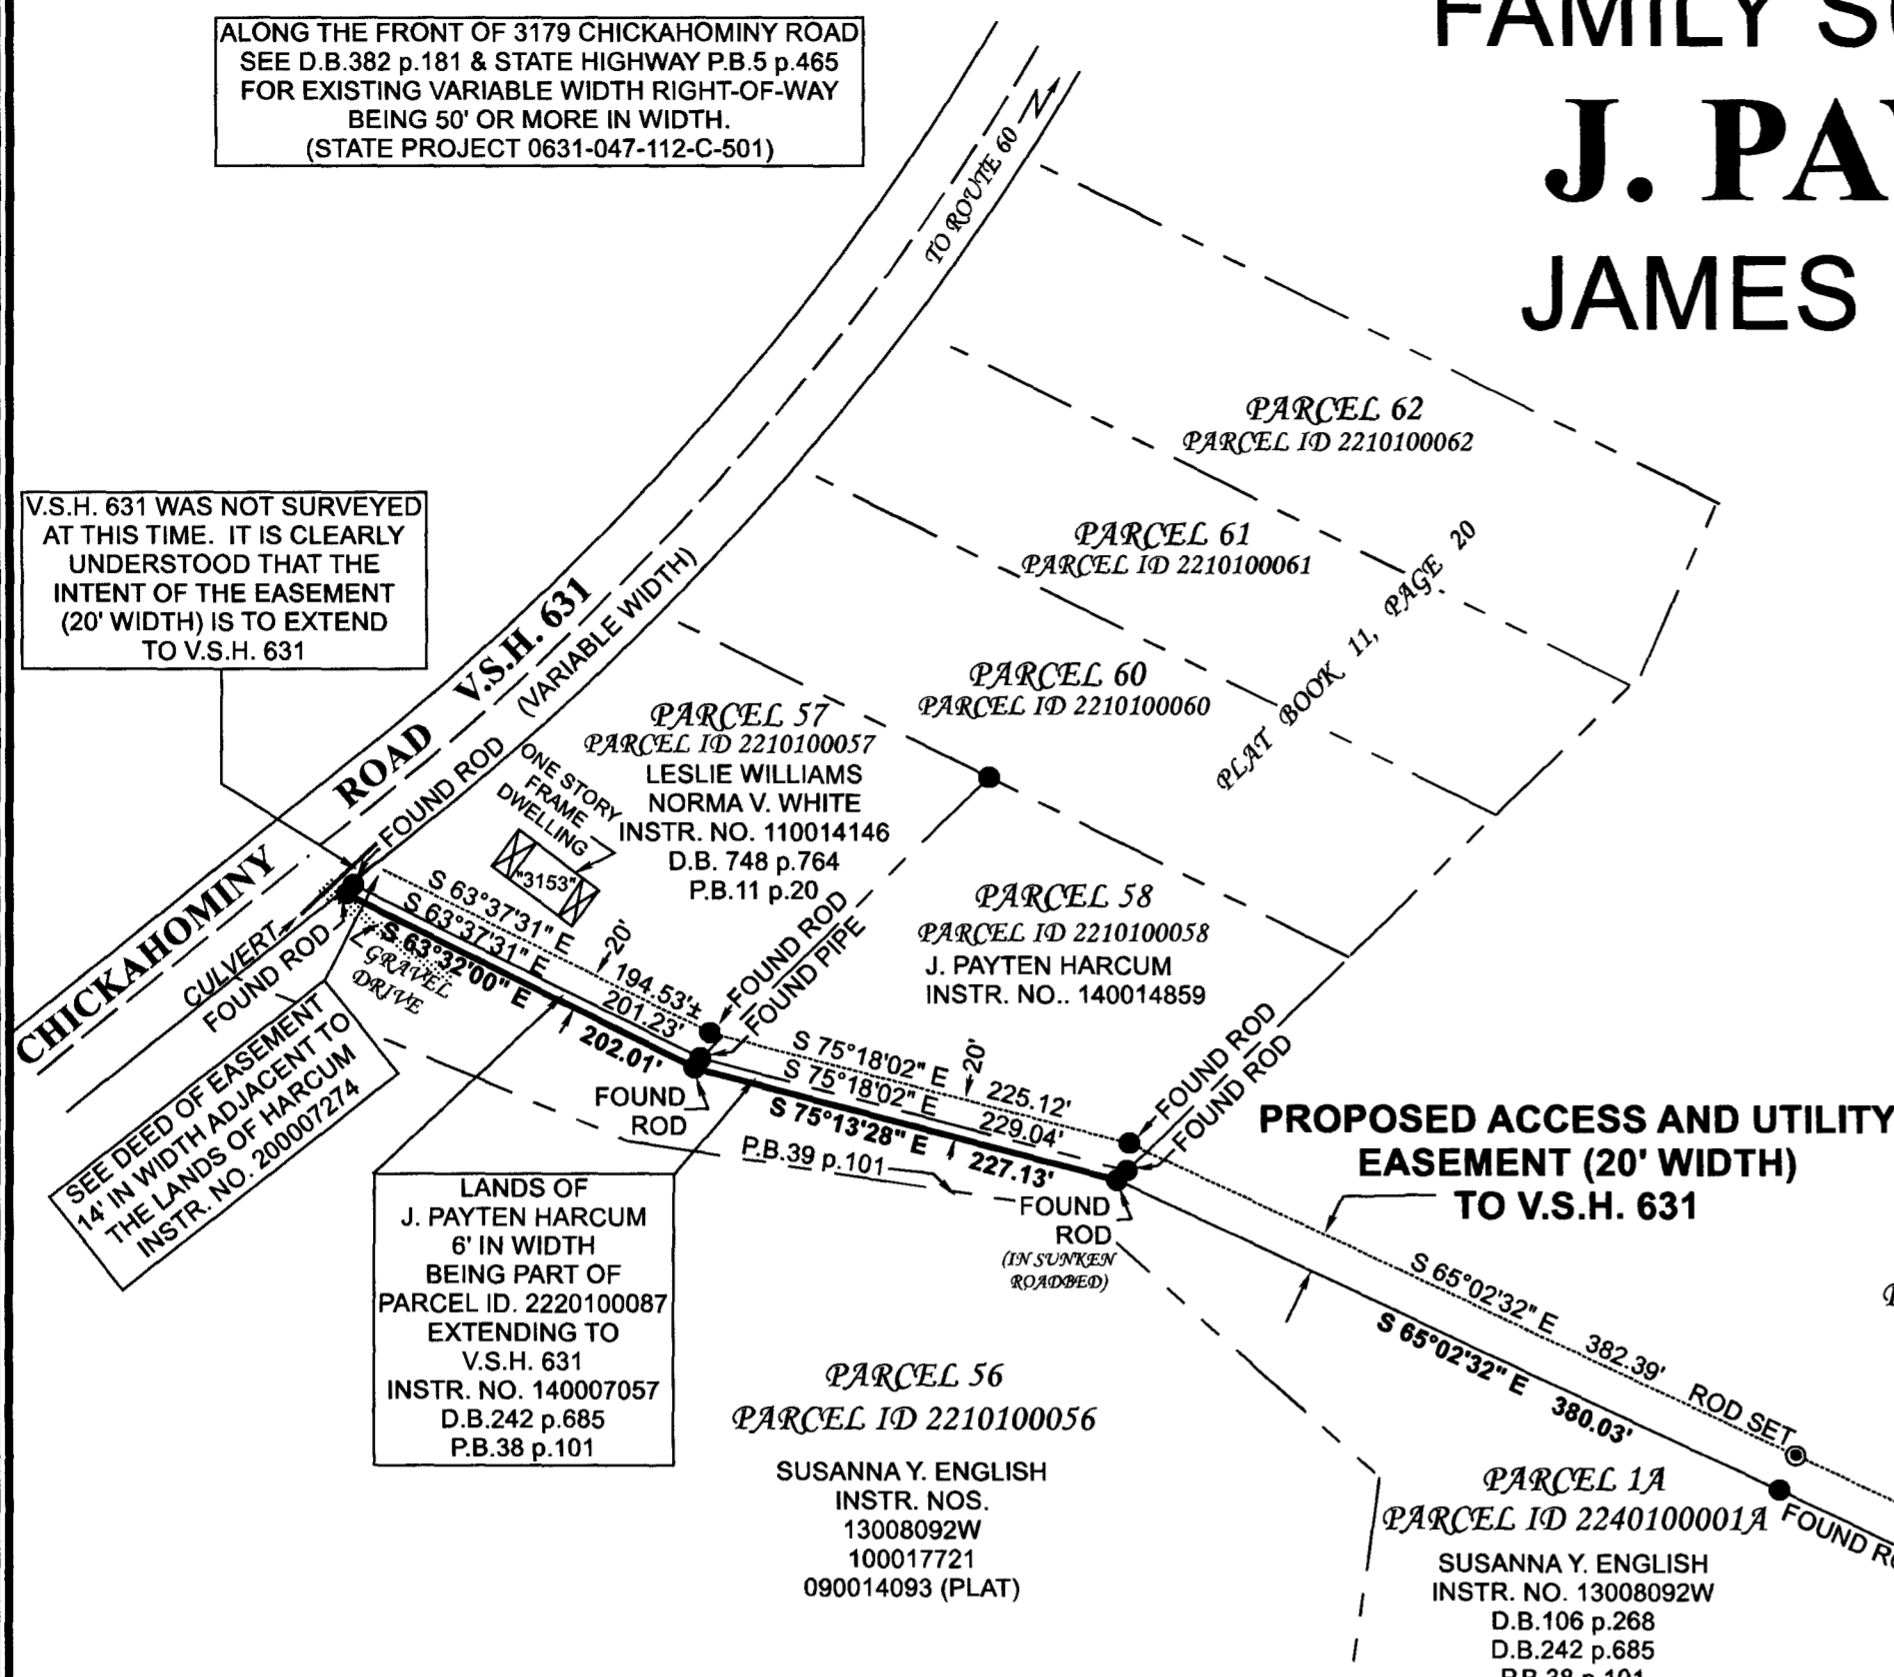 FAMILY
J.
JAMES
ALONG THE FRONT OF 3179 CHICKAHOMINY ROAD
SEE D.B.382 p.181 & STATE HIGHWAY P.B.5 p.465
FOR EXISTING VARIABLE WIDTH RIGHT-OF-WAY
BEING 50' OR MORE IN WIDTH.
(STATE PROJECT 0631-047-112-C-501)
TO ROUTE 60
N
V.S.H. 631 WAS NOT SURVEYED
AT THIS TIME. IT IS CLEARLY
UNDERSTOOD THAT THE
INTENT OF THE EASEMENT
(20' WIDTH) IS TO EXTEND
TO V.S.H. 631
CHICKAHOMINY ROAD V.S.H. 631
(VARIABLE WIDTH)
PARCEL 62
PARCEL ID 2210100062
PARCEL 61
PARCEL ID 2210100061
PARCEL 60
PARCEL ID 2210100060
PLAT BOOK 11, PAGE 20
PARCEL 57
PARCEL ID 2210100057
LESLIE WILLIAMS
NORMA V. WHITE
INSTR. NO. 110014146
D.B. 748 p.764
P.B.11 p.20
ONE STORY
FRAME
DWELLING
"3153"
FOUND ROD
CULVERT
FOUND ROD
GRAVEL
DRIVE
S 63°37'31" E
194.53'±
S 63°37'31" E
201.23'
S 63°32'00" E
202.01'
20'
FOUND ROD
FOUND PIPE
FOUND
ROD
PARCEL 58
PARCEL ID 2210100058
J. PAYTEN HARCUM
INSTR. NO.. 140014859
S 75°18'02" E
225.12'
S 75°18'02" E
229.04'
S 75°13'28" E
227.13'
20'
P.B.39 p.101
FOUND ROD
FOUND ROD
FOUND
ROD
(IN SUNKEN
ROADBED)
SEE DEED OF EASEMENT
14' IN WIDTH ADJACENT TO
THE LANDS OF HARCUM
INSTR. NO. 200007274
LANDS OF
J. PAYTEN HARCUM
6' IN WIDTH
BEING PART OF
PARCEL ID. 2220100087
EXTENDING TO
V.S.H. 631
INSTR. NO. 140007057
D.B.242 p.685
P.B.38 p.101
PROPOSED ACCESS AND UTILITY
EASEMENT (20' WIDTH)
TO V.S.H. 631
S 65°02'32" E 382.39'
ROD SET
S 65°02'32" E 380.03'
FOUND
PARCEL 56
PARCEL ID 2210100056
SUSANNA Y. ENGLISH
INSTR. NOS.
13008092W
100017721
090014093 (PLAT)
PARCEL 1A
PARCEL ID 2240100001A
SUSANNA Y. ENGLISH
INSTR. NO. 13008092W
D.B.106 p.268
D.B.242 p.685
P.B.38 p.101